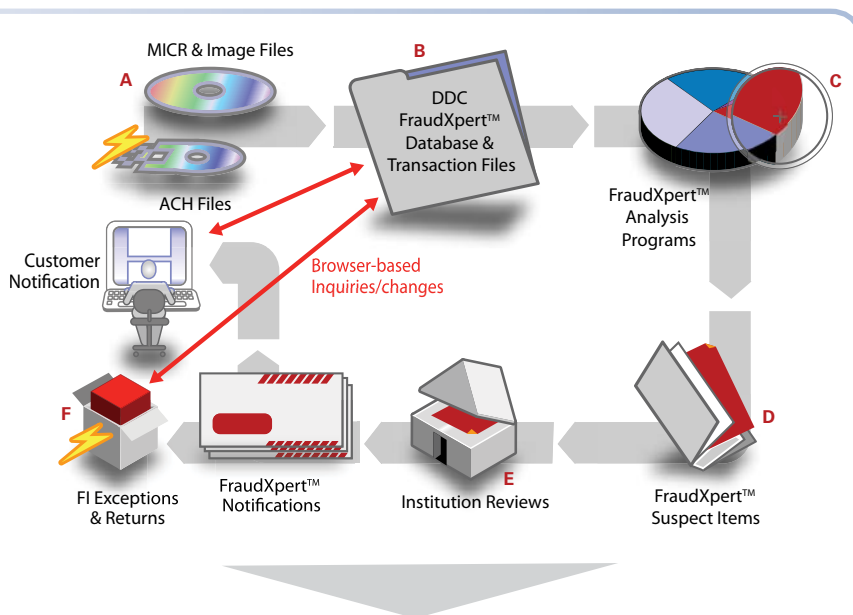 MICR & Image Files
A
B
DDC
FraudXpert™
Database &
Transaction Files
C
ACH Files
FraudXpert™
Analysis
Programs
Customer
Notification
Browser-based
Inquiries/changes
F
FI Exceptions
& Returns
FraudXpert™
Notifications
E
Institution Reviews
D
FraudXpert™
Suspect Items